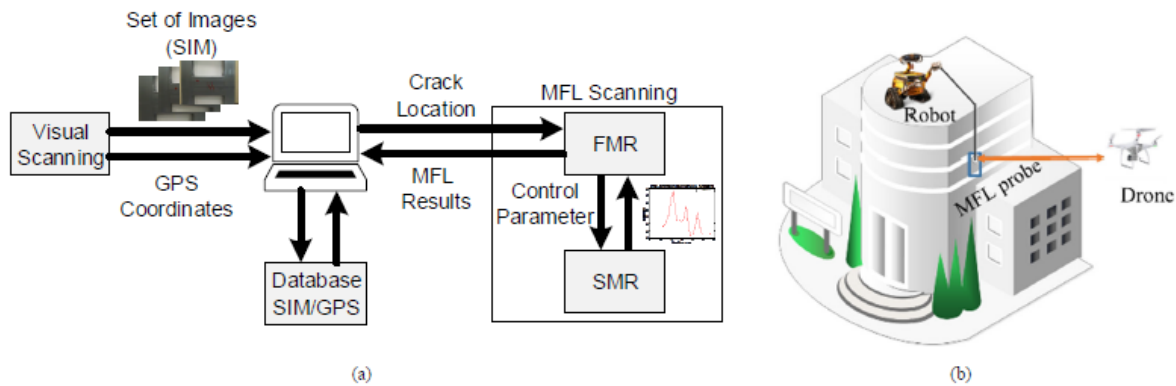 Set of Images
(SIM)
Visual
Scanning
GPS
Coordinates
Crack
Location
MFL
Results
Database
SIM/GPS
MFL Scanning
FMR
Control
Parameter
SMR
(a)
Robot
MFL probe
Drone
(b)